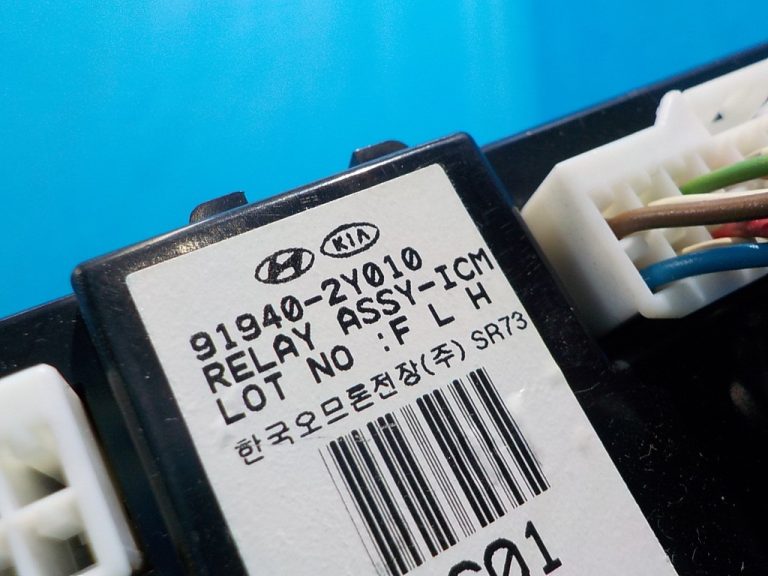 KIA
91940-2Y010
RELAY ASSY-ICM
LOT NO :F L H
한국오므론전장(주) SR73